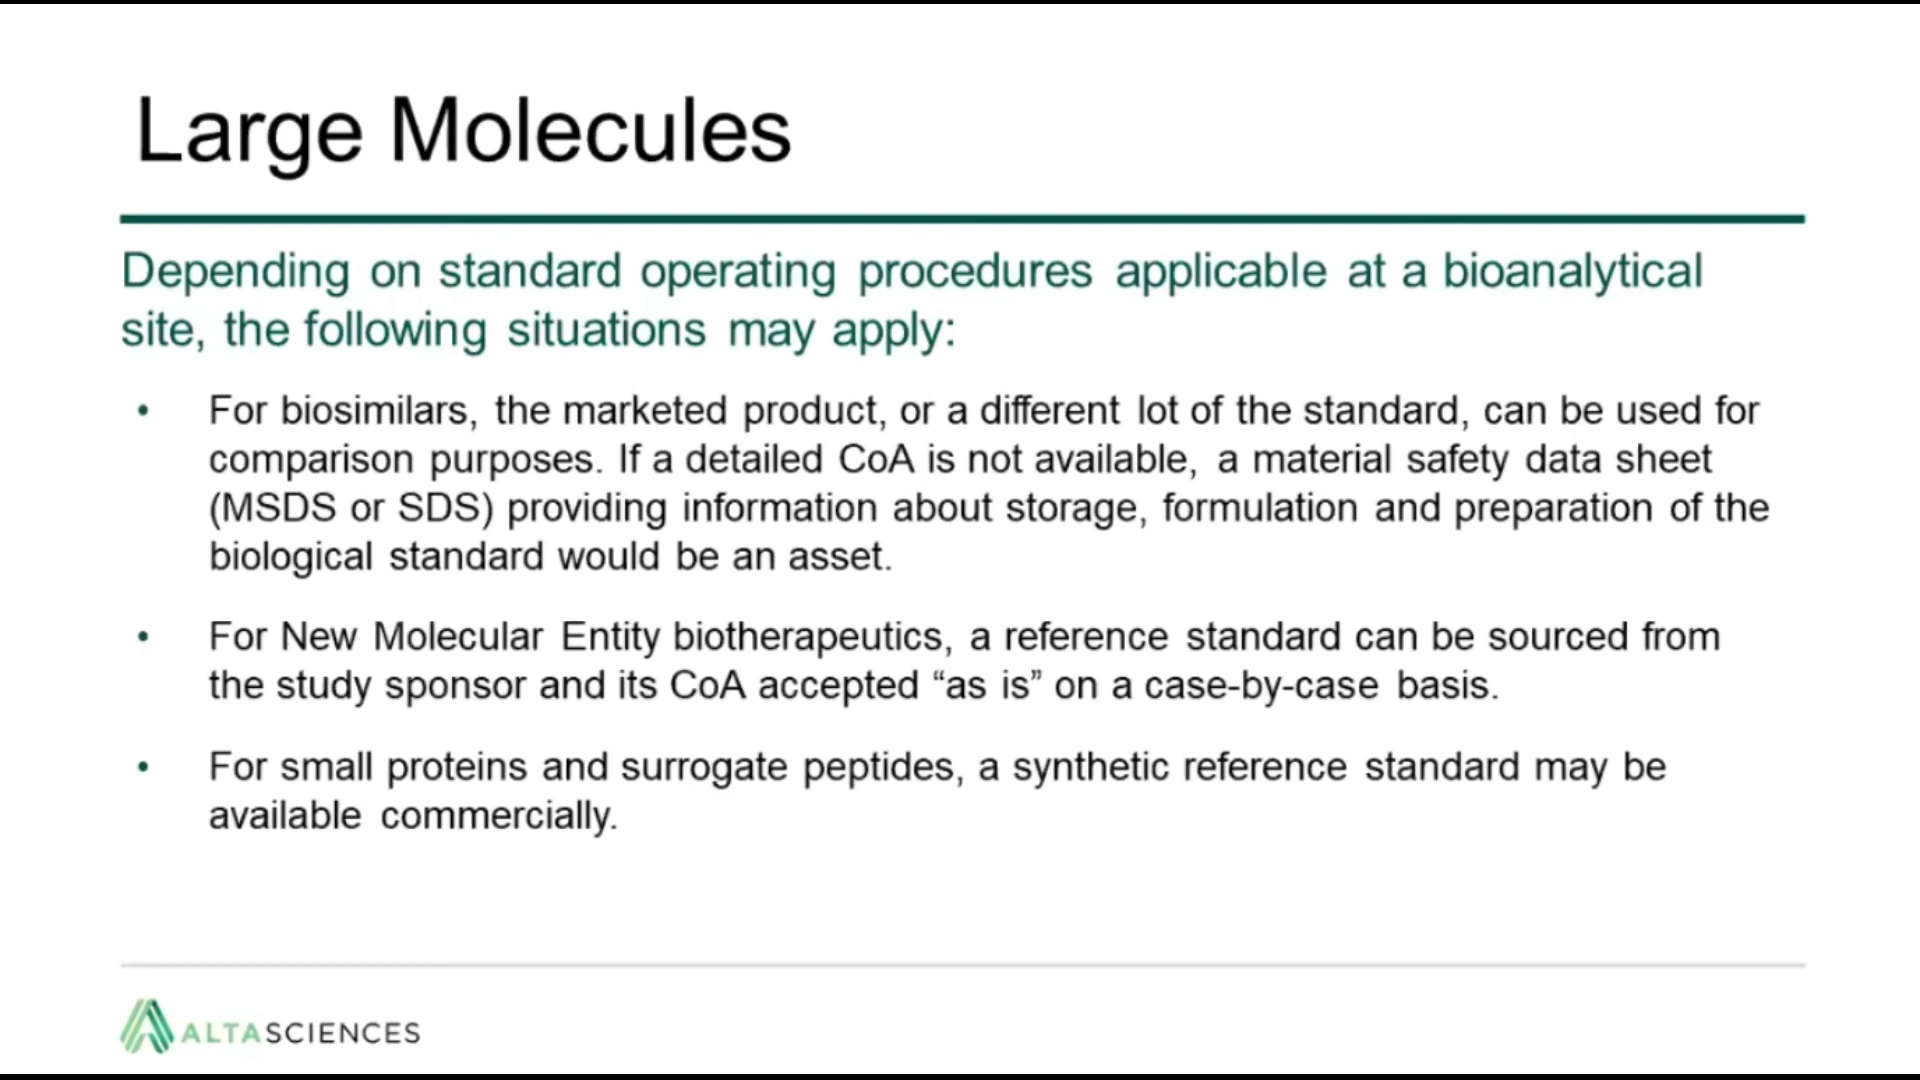 Large Molecules
Depending on standard operating procedures applicable at a bioanalytical
site, the following situations may apply:
• For biosimilars, the marketed product, or a different lot of the standard, can be used for
comparison purposes. If a detailed CoA is not available, a material safety data sheet
(MSDS or SDS) providing information about storage, formulation and preparation of the
biological standard would be an asset.
• For New Molecular Entity biotherapeutics, a reference standard can be sourced from
the study sponsor and its CoA accepted “as is” on a case-by-case basis.
• For small proteins and surrogate peptides, a synthetic reference standard may be
available commercially.
ALTASCIENCES